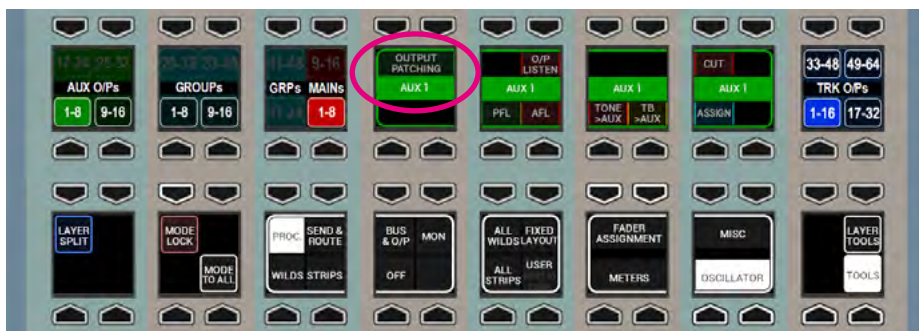 17-24 25-32
AUX O/Ps
1-8 9-16
GROUPs
1-8 9-16
9-16
GRPs MAINs
1-8
OUTPUT
PATCHING
AUX 1
O/P
LISTEN
AUX 1
PFL AFL
AUX 1
TONE TB
>AUX >AUX
CUT
AUX 1
ASSIGN
33-48 49-64
TRK O/Ps
1-16 17-32
LAYER
SPLIT
MODE
LOCK
MODE
TO ALL
PROC. SEND &
ROUTE
WILDS STRIPS
BUS MON
& O/P
OFF
ALL FIXED
WILDS LAYOUT
ALL USER
STRIPS
FADER
ASSIGNMENT
METERS
MISC
OSCILLATOR
LAYER
TOOLS
TOOLS